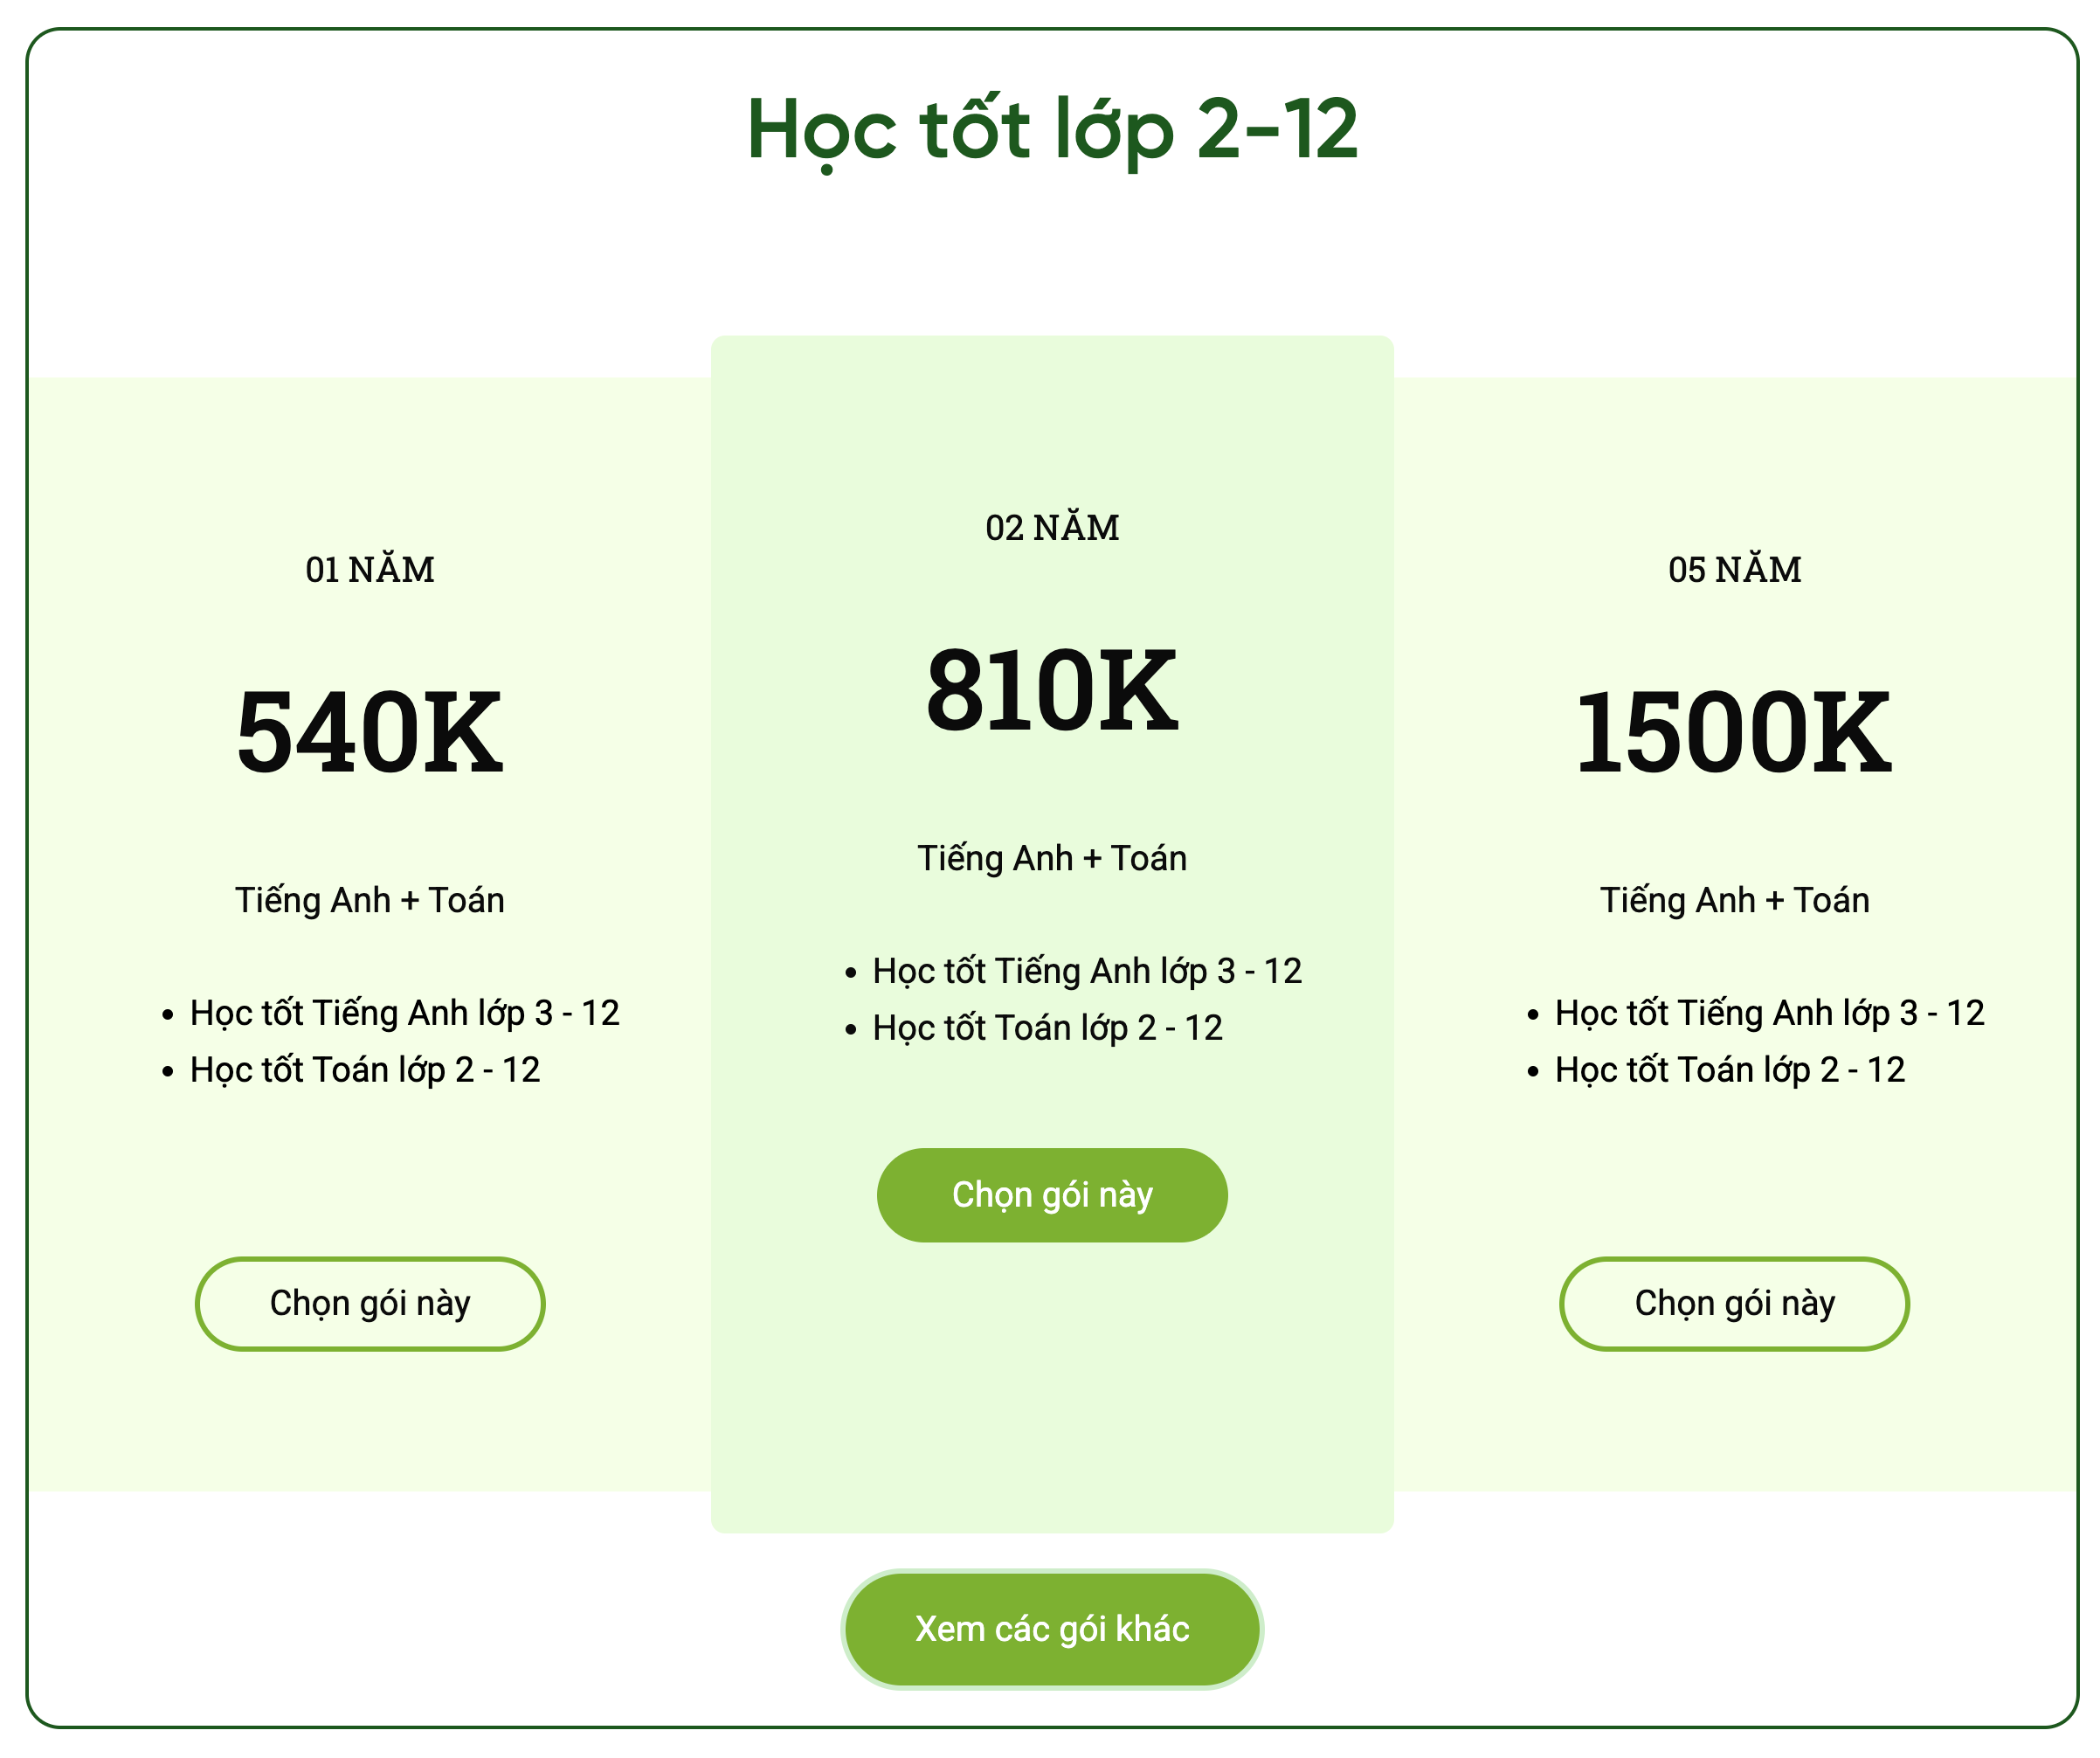 Học tốt lớp 2-12
01 NĂM
540K
Tiếng Anh + Toán
Học tốt Tiếng Anh lớp 3 - 12
Học tốt Toán lớp 2 - 12
Chọn gói này
02 NĂM
810K
Tiếng Anh + Toán
Học tốt Tiếng Anh lớp 3 - 12
Học tốt Toán lớp 2 - 12
Chọn gói này
05 NĂM
1500K
Tiếng Anh + Toán
Học tốt Tiếng Anh lớp 3 - 12
Học tốt Toán lớp 2 - 12
Chọn gói này
Xem các gói khác